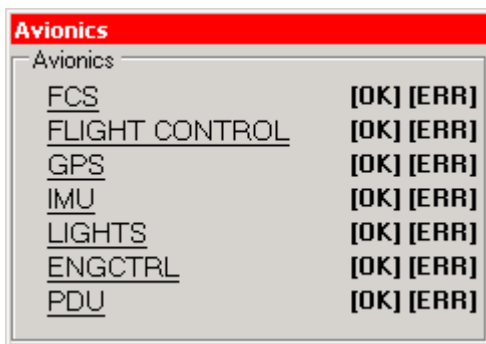 Avionics
Avionics
FCS [OK] [ERR]
FLIGHT CONTROL [OK] [ERR]
GPS [OK] [ERR]
IMU [OK] [ERR]
LIGHTS [OK] [ERR]
ENGCTRL [OK] [ERR]
PDU [OK] [ERR]